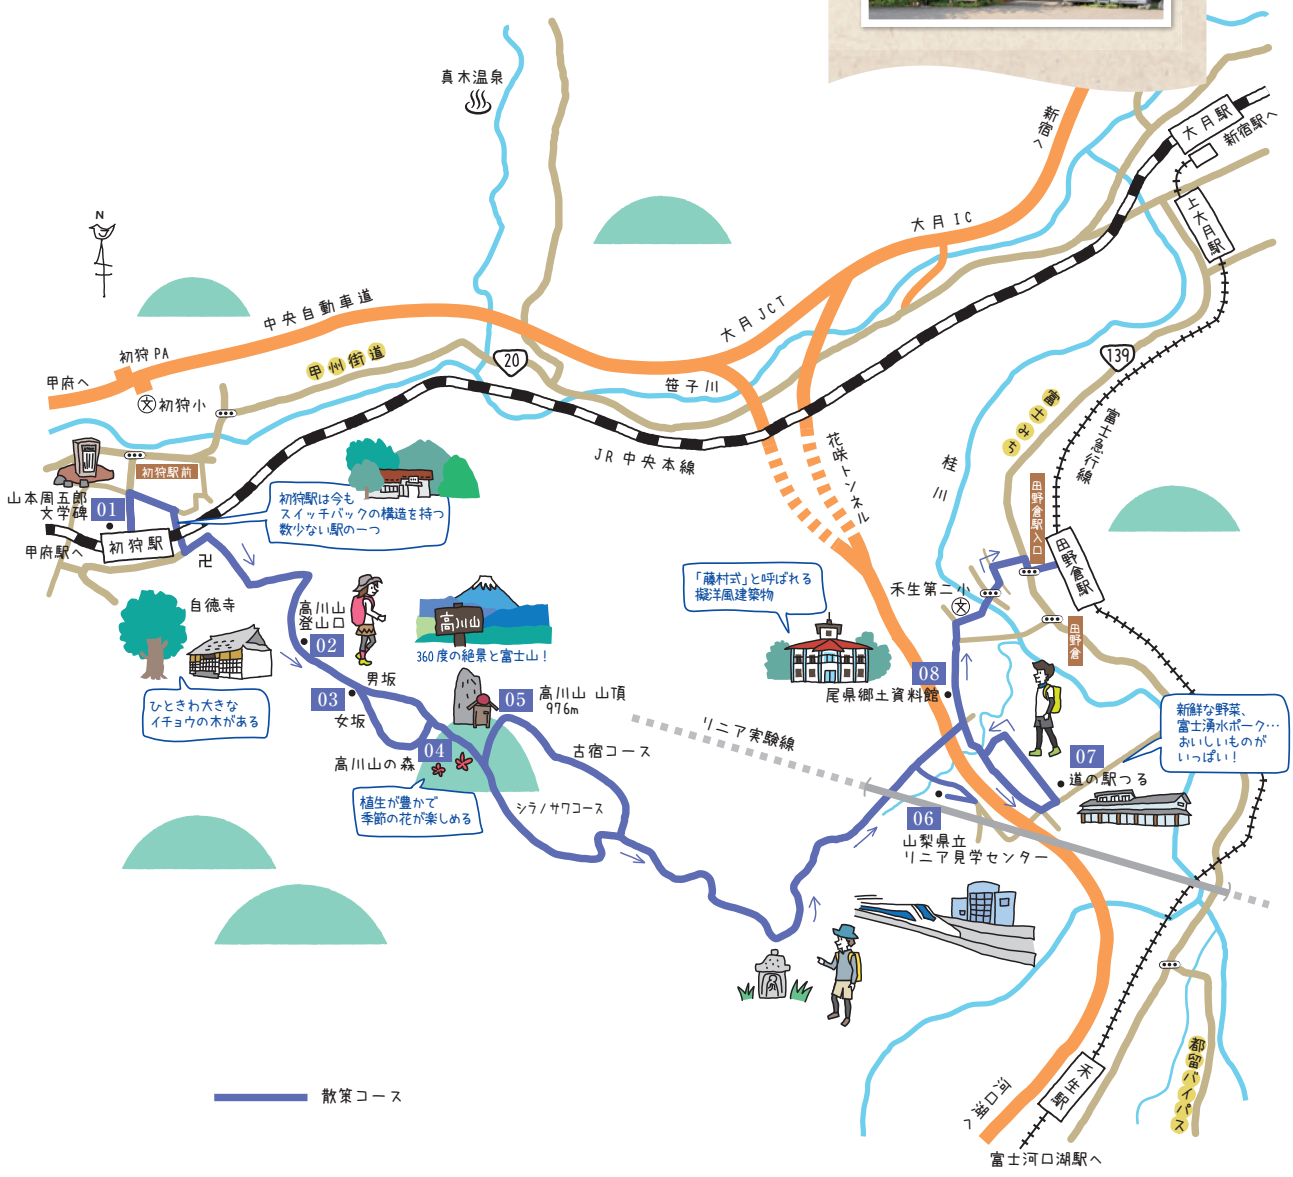 真木温泉
新宿へ
大月駅
新宿駅へ
上大月駅
大月IC
N
中央自動車道
大月JCT
初狩PA
甲州街道
20
139
甲府へ
文
初狩小
笹子川
富士みち
富士急行線
JR中央本線
花咲トンネル
桂川
初狩駅前
山本周五郎
文学碑
01
初狩駅は今も
スイッチバックの構造を持つ
数少ない駅の一つ
田野倉駅入口
甲府駅へ
初狩駅
卍
田野倉駅
「藤村式」と呼ばれる
擬洋風建築物
禾生第二小
文
自徳寺
高川山
登山口
02
高川山
360度の絶景と富士山!
田野倉
ひときわ大きな
イチョウの木がある
男坂
03
女坂
05
高川山 山頂
976m
08
尾県郷土資料館
新鮮な野菜、
富士湧水ポーク…
おいしいものが
いっぱい!
リニア実験線
04
高川山の森
古宿コース
07
道の駅つる
植生が豊かで
季節の花が楽しめる
シラノサワコース
06
山梨県立
リニア見学センター
都留バイパス
禾生駅
河口湖へ
散策コース
富士河口湖駅へ